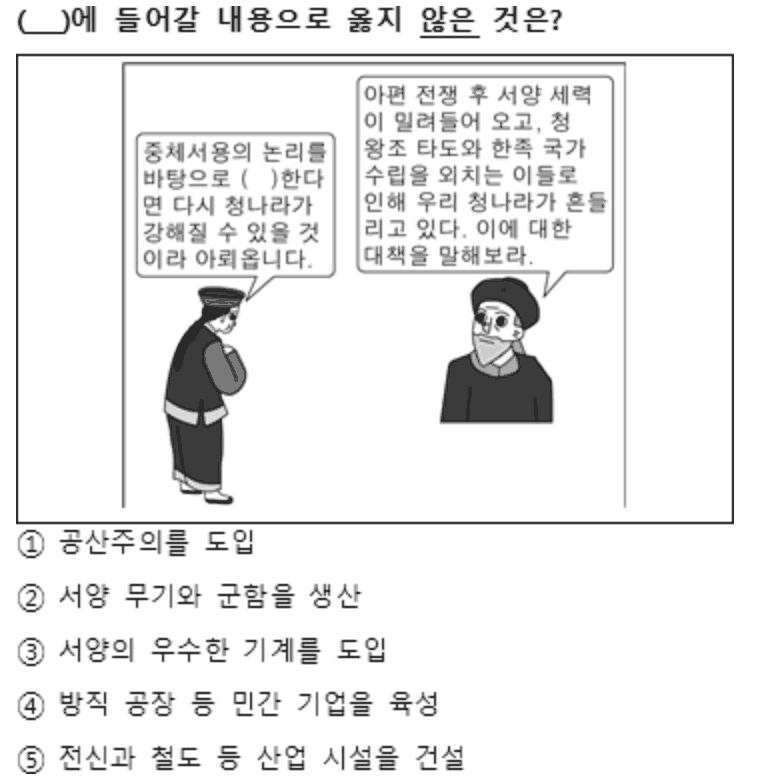 (__)에 들어갈 내용으로 옳지 않은 것은?
중체서용의 논리를
바탕으로 ( )한다
면 다시 청나라가
강해질 수 있을 것
이라 아뢰옵니다.
아편 전쟁 후 서양 세력
이 밀려들어 오고, 청
왕조 타도와 한족 국가
수립을 외치는 이들로
인해 우리 청나라가 흔들
리고 있다. 이에 대한
대책을 말해보라.
① 공산주의를 도입
② 서양 무기와 군함을 생산
③ 서양의 우수한 기계를 도입
④ 방직 공장 등 민간 기업을 육성
⑤ 전신과 철도 등 산업 시설을 건설